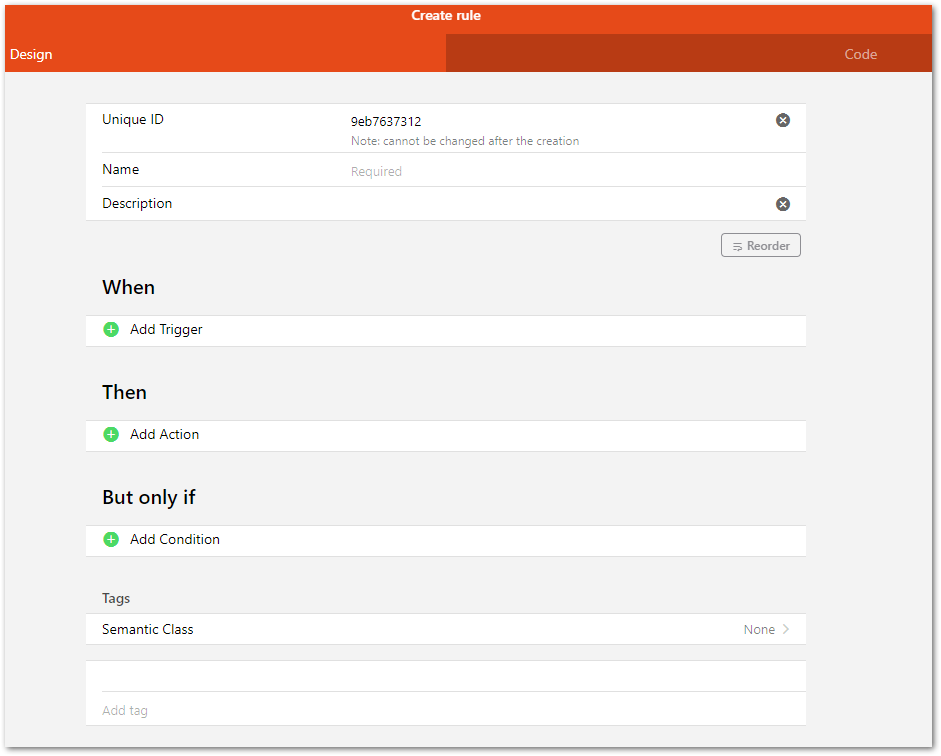 Create rule
Design
Code
Unique ID
9eb7637312
Note: cannot be changed after the creation
Name
Required
Description
Reorder
When
Add Trigger
Then
Add Action
But only if
Add Condition
Tags
Semantic Class
None
Add tag